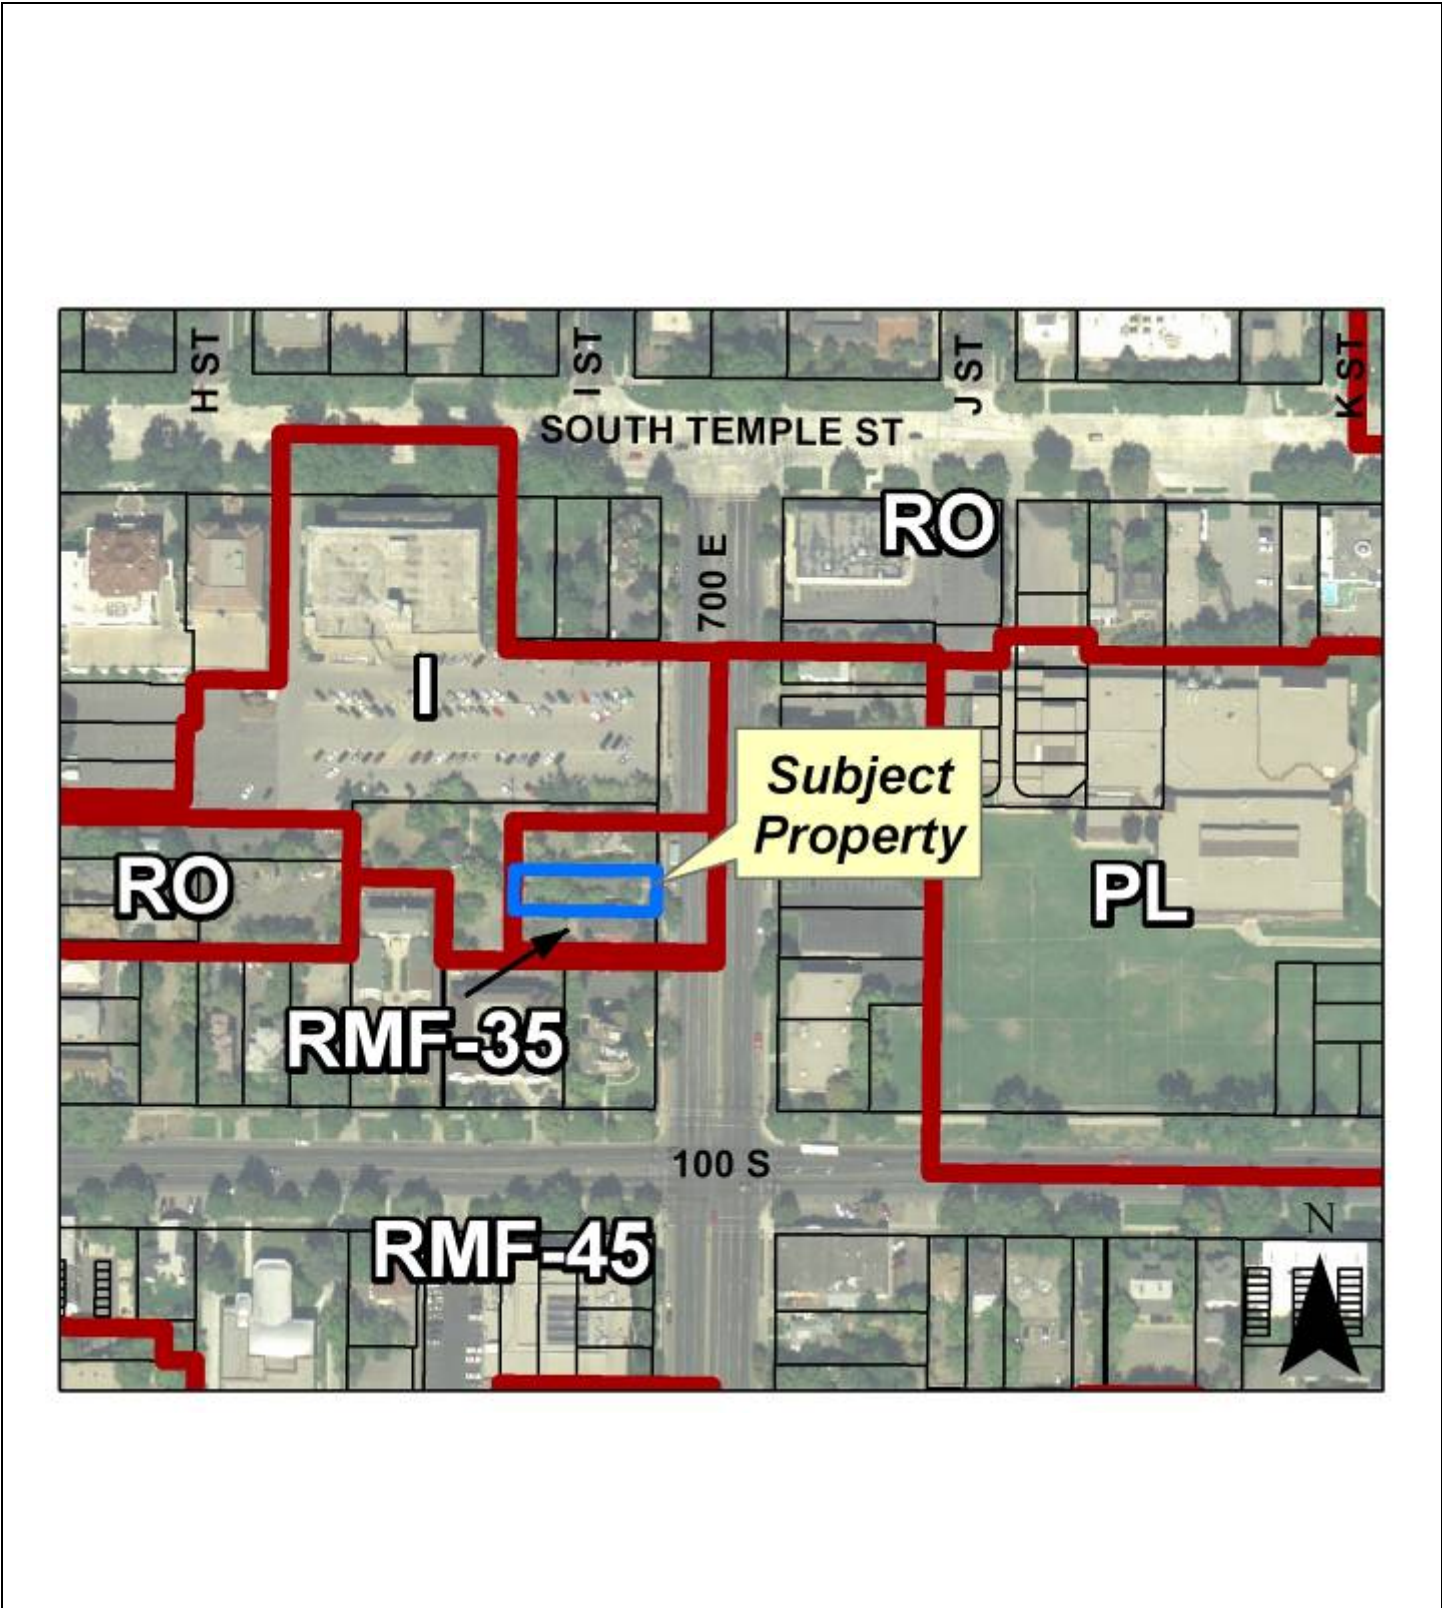 H ST
I ST
J ST
K ST
SOUTH TEMPLE ST
RO
700 E
I
Subject
Property
RO
PL
RMF-35
100 S
RMF-45
N